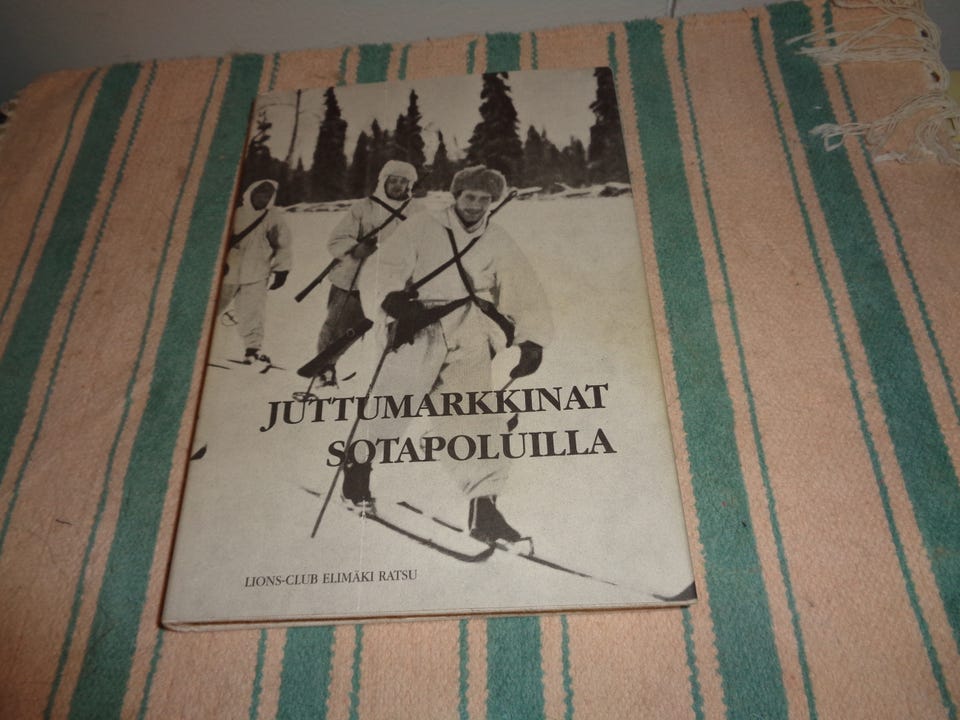 JUTTUMARKKINAT
SOTAPOLUILLA
LIONS-CLUB ELIMÄKI RATSU